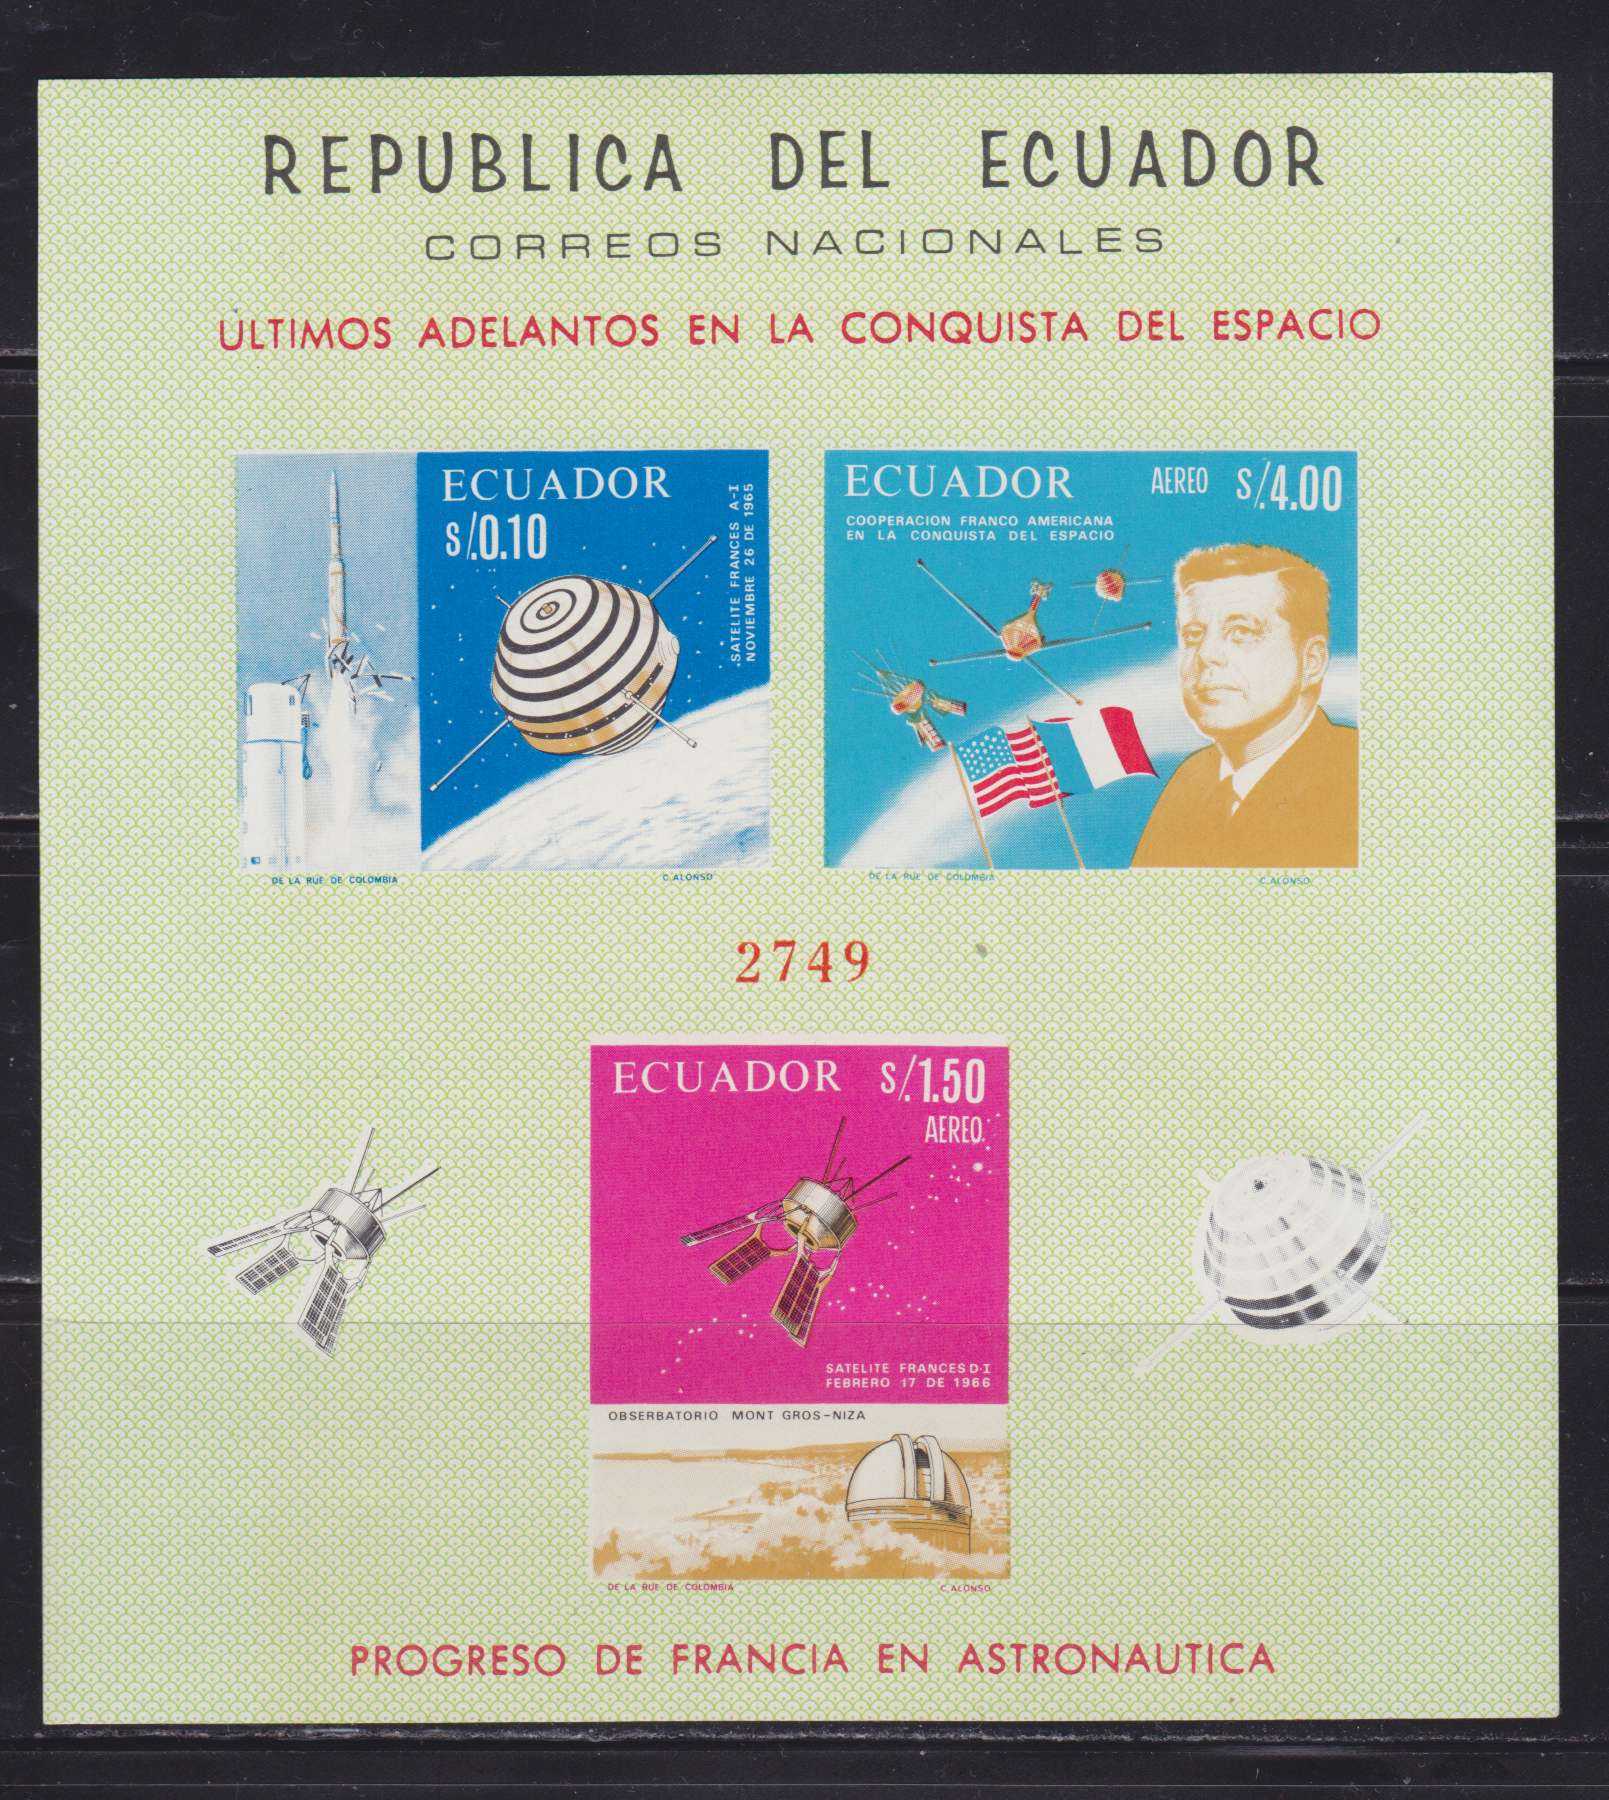 REPUBLICA DEL ECUADOR
CORREOS NACIONALES
ULTIMOS ADELANTOS EN LA CONQUISTA DEL ESPACIO
ECUADOR
S/.0.10
SATELITE FRANCES A-I
NOVIEMBRE 26 DE 1965
DE LA RUE DE COLOMBIA
C. ALONSO
ECUADOR AEREO S/.4.00
COOPERACION FRANCO AMERICANA
EN LA CONQUISTA DEL ESPACIO
DE LA RUE DE COLOMBIA
C. ALONSO
2749
ECUADOR S/.1.50
AEREO
SATELITE FRANCES D-I
FEBRERO 17 DE 1966
OBSERBATORIO MONT GROS-NIZA
DE LA RUE DE COLOMBIA
C. ALONSO
PROGRESO DE FRANCIA EN ASTRONAUTICA